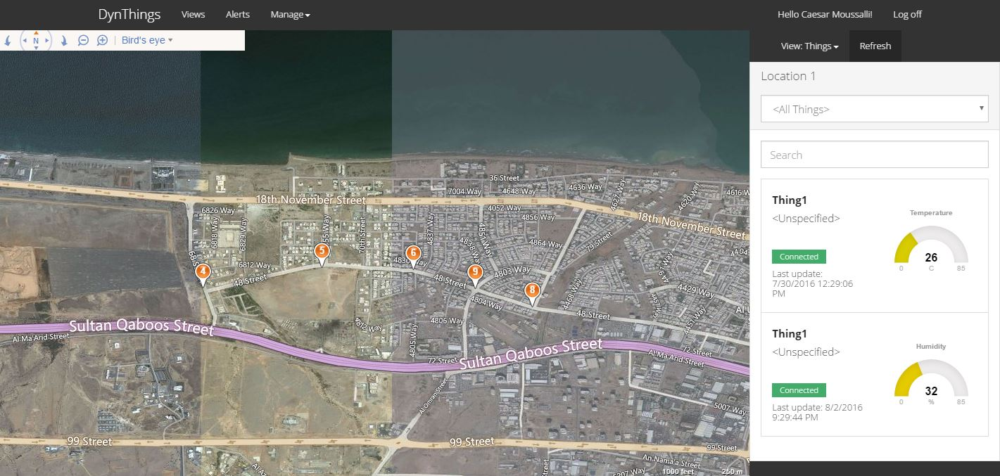 DynThings Views Alerts Manage Hello Caesar Moussalli! Log off
N Bird's eye
View: Things Refresh
Location 1
<All Things>
Search
Thing1
<Unspecified>
Connected
Last update:
7/30/2016 12:29:06
PM
Temperature
26
0 C 85
Thing1
<Unspecified>
Connected
Last update: 8/2/2016
9:29:44 PM
Humidity
32
0 % 85
36 Street
7004 Way
4648 Way
4636 Way
4627 Way
4620 Way
4616 W
18th November Street
6826 Way
4052 Way
4856 Way
18th November Street
6818 Way
6829 Way
70th Street
4837 Way
4851 Way
4838 Way
4864 Way
79 Street
5
6
4
9
8
6812 Way
4803 Way
48 Street
48 Street
4804 Way
4468 Way
48 Street
4429 Way
4451 Way
4806 Way
4812 Way
4805 Way
Sultan Qaboos Street
Al Ma'Arid Street
72 Street
Sultan Qaboos Street
72 Street
Al Ma'Arid Street
Al Omran Street
5007 Way
99 Street
99 Street
99 Street
An Nama'a Street
5207 Way
1000 feet 250 m